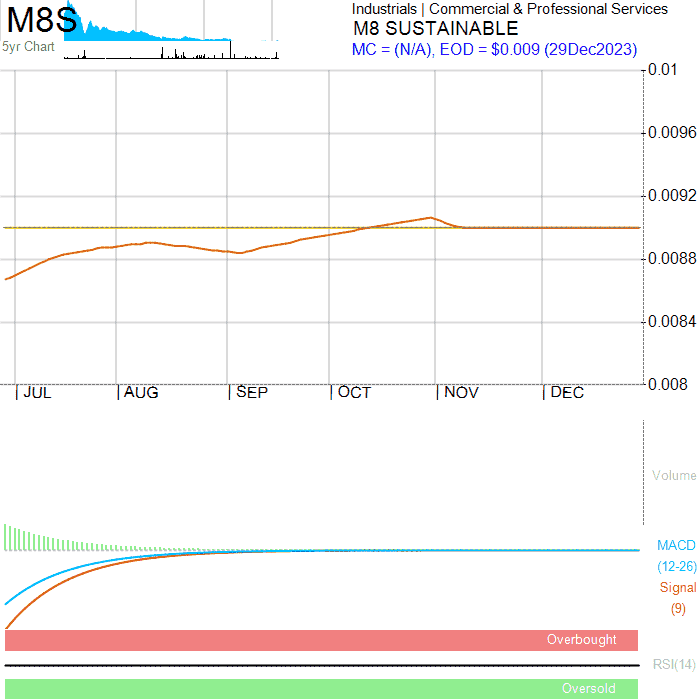 M8S
5yr Chart
Industrials | Commercial & Professional Services
M8 SUSTAINABLE
MC = (N/A), EOD = $0.009 (29Dec2023)
0.01
0.0096
0.0092
0.0088
0.0084
0.008
| JUL | AUG | SEP | OCT | NOV | DEC
Volume
MACD
(12-26)
Signal
(9)
Overbought
RSI(14)
Oversold